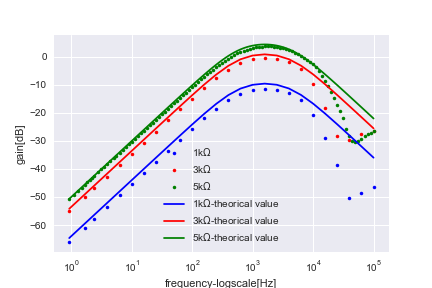 0
−10
−20
−30
−40
−50
−60
gain[dB]
1kΩ
3kΩ
5kΩ
1kΩ-theorical value
3kΩ-theorical value
5kΩ-theorical value
10⁰
10¹
10²
10³
10⁴
10⁵
frequency-logscale[Hz]